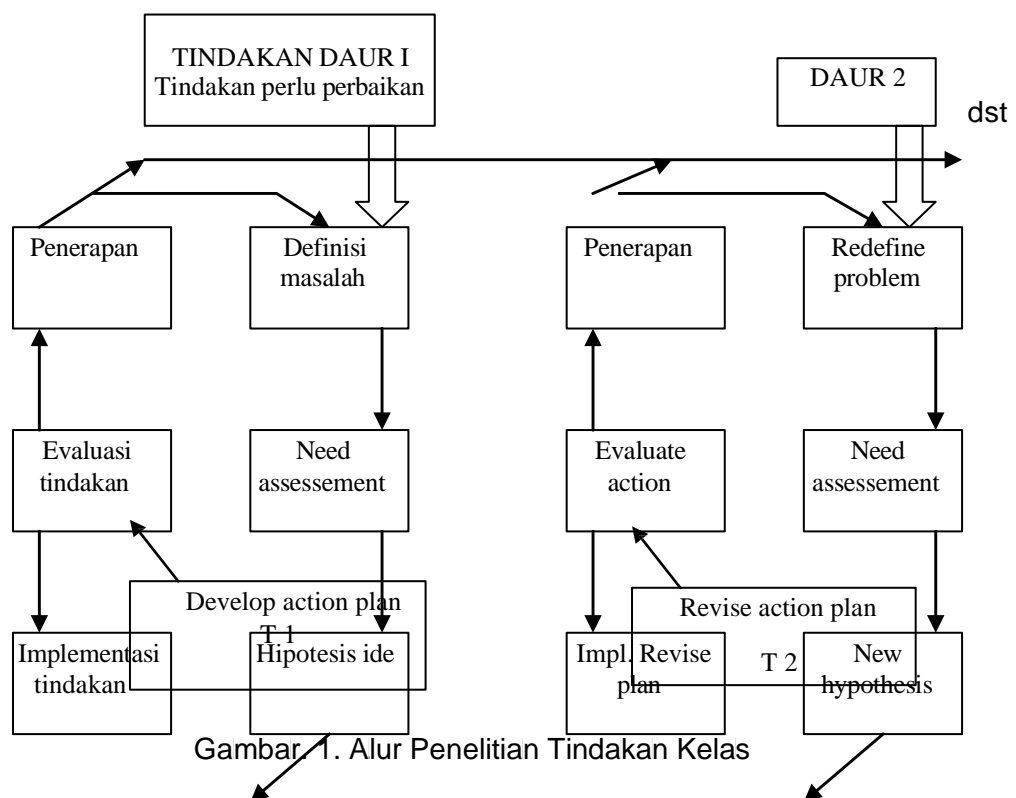 TINDAKAN DAUR I
Tindakan perlu perbaikan
DAUR 2
dst
Penerapan
Definisi
masalah
Penerapan
Redefine
problem
Evaluasi
tindakan
Need
assessement
Evaluate
action
Need
assessement
Develop action plan
T 1
Revise action plan
T 2
Implementasi
tindakan
Hipotesis ide
Impl. Revise
plan
New
hypothesis
Gambar. 1. Alur Penelitian Tindakan Kelas